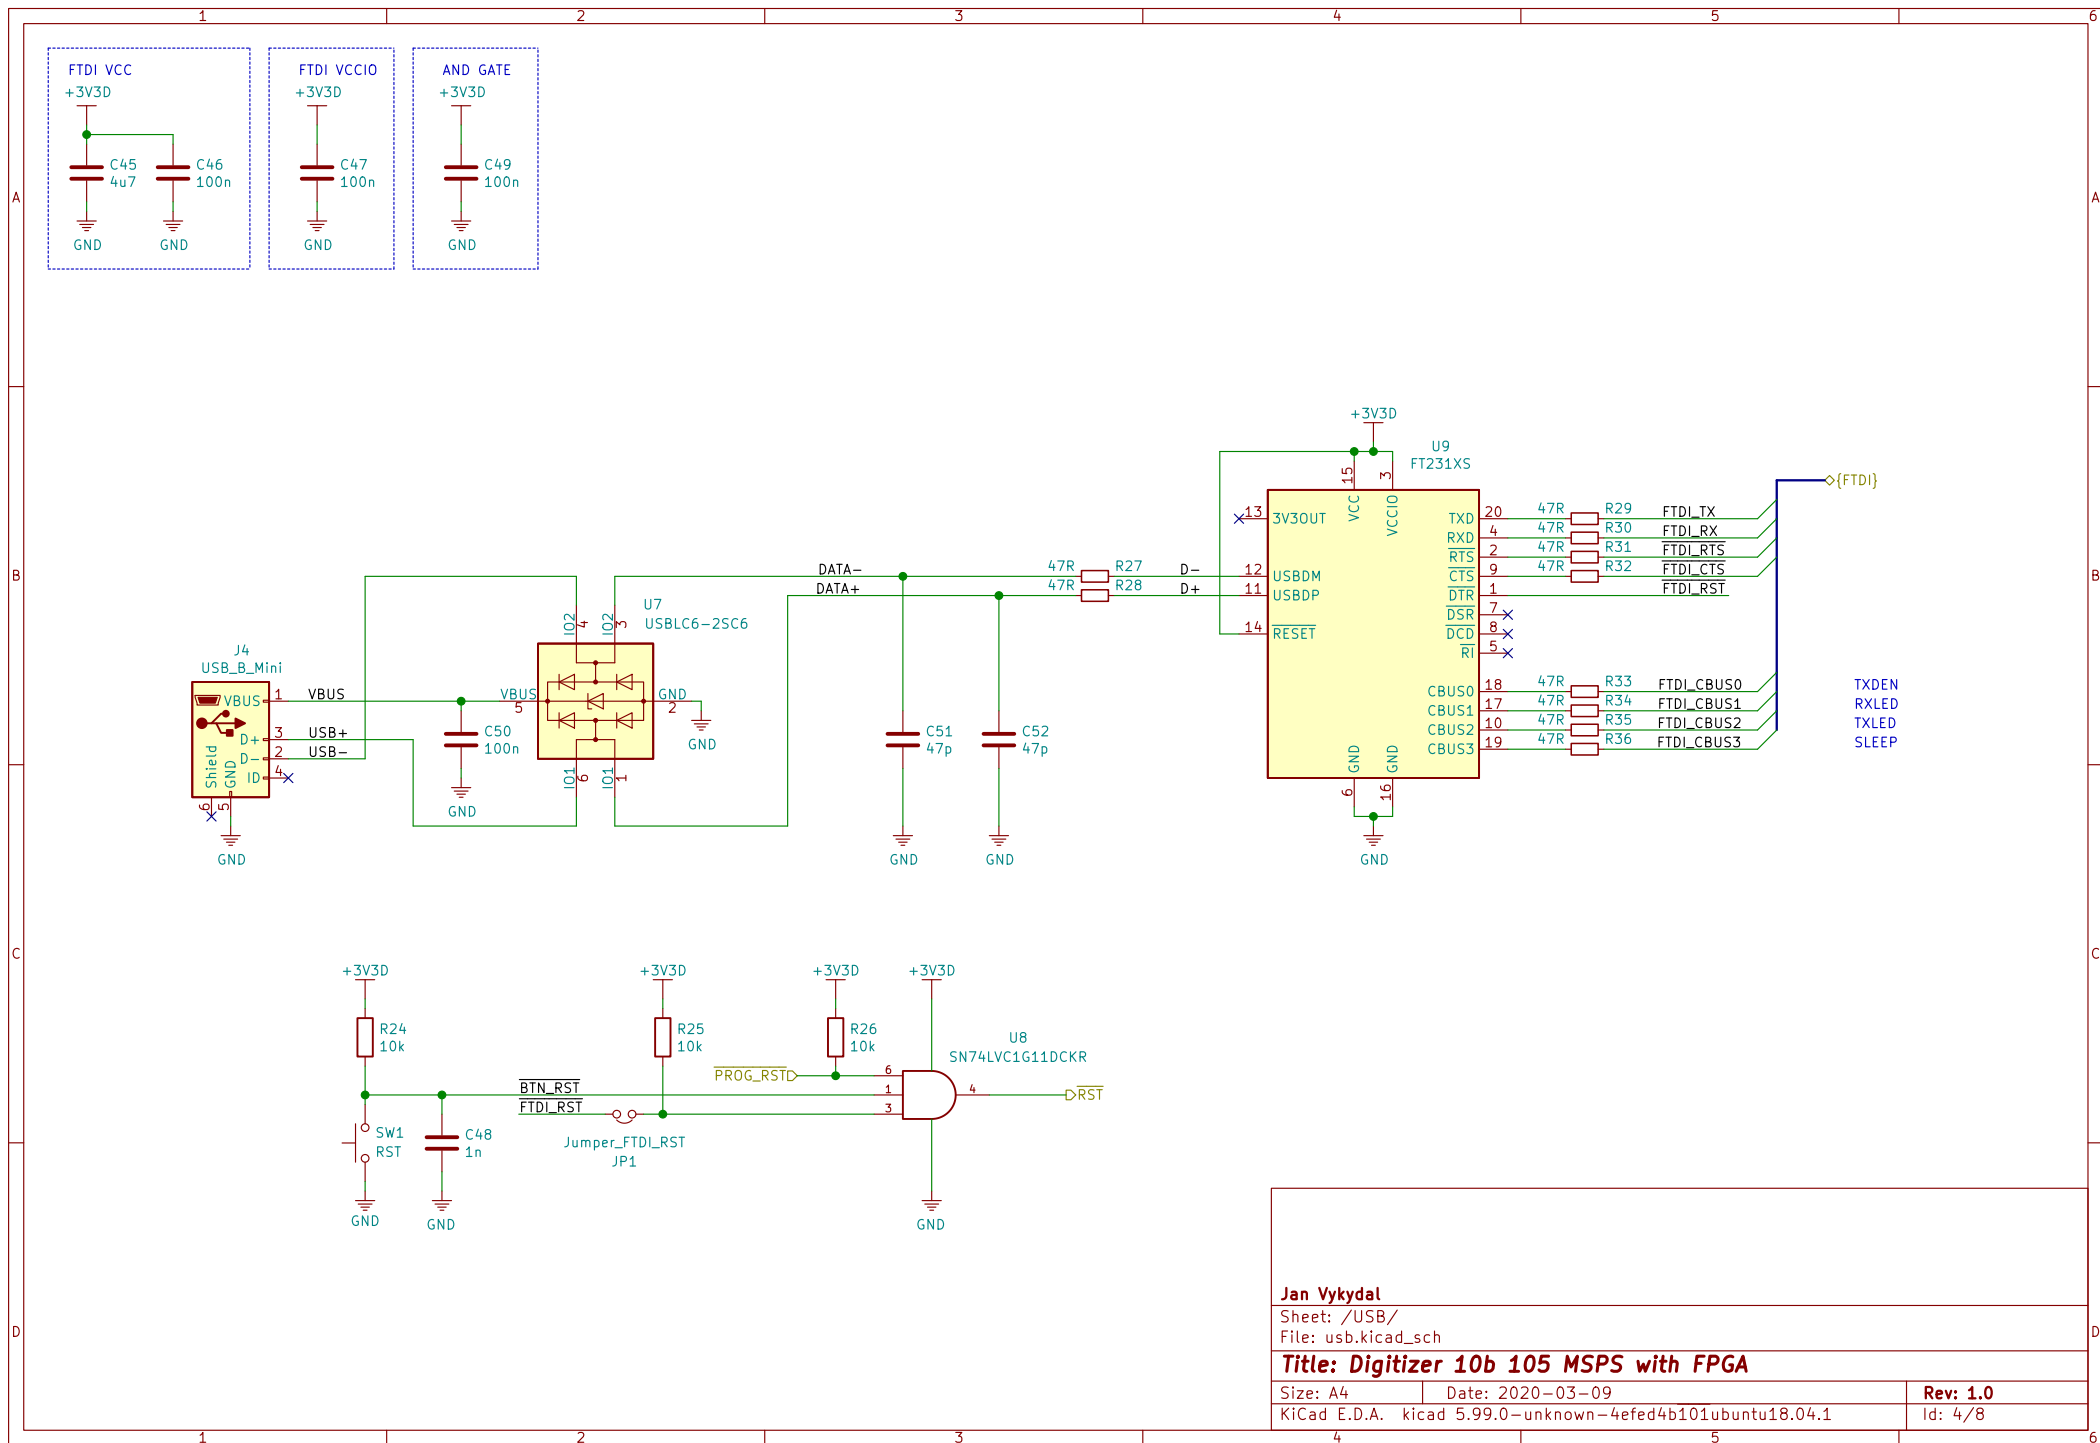 1 2 3 4 5 6
A
B
C
D
FTDI VCC
+3V3D
C45
4u7
C46
100n
GND
GND
FTDI VCCIO
+3V3D
C47
100n
GND
AND GATE
+3V3D
C49
100n
GND
J4
USB_B_Mini
VBUS 1
D+ 3
D- 2
ID 4
Shield
GND
6
5
GND
VBUS
USB+
USB-
C50
100n
GND
U7
USBLC6-2SC6
IO2
4
IO2
3
VBUS
5
GND
2
IO1
6
IO1
1
GND
DATA-
DATA+
C51
47p
GND
C52
47p
GND
47R R27
47R R28
D-
D+
+3V3D
U9
FT231XS
15
VCC
3
VCCIO
13 3V3OUT
12 USBDM
11 USBDP
14 RESET
TXD 20
RXD 4
RTS 2
CTS 9
DTR 1
DSR 7
DCD 8
RI 5
CBUS0 18
CBUS1 17
CBUS2 10
CBUS3 19
GND
6
GND
16
GND
47R R29 FTDI_TX
47R R30 FTDI_RX
47R R31 FTDI_RTS
47R R32 FTDI_CTS
FTDI_RST
47R R33 FTDI_CBUS0 TXDEN
47R R34 FTDI_CBUS1 RXLED
47R R35 FTDI_CBUS2 TXLED
47R R36 FTDI_CBUS3 SLEEP
{FTDI}
+3V3D
R24
10k
SW1
RST
GND
C48
1n
GND
BTN_RST
FTDI_RST
Jumper_FTDI_RST
JP1
+3V3D
R25
10k
+3V3D
R26
10k
PROG_RST
+3V3D
U8
SN74LVC1G11DCKR
6
1
3
4
RST
GND
Jan Vykydal
Sheet: /USB/
File: usb.kicad_sch
Title: Digitizer 10b 105 MSPS with FPGA
Size: A4 Date: 2020-03-09 Rev: 1.0
KiCad E.D.A. kicad 5.99.0-unknown-4efed4b101ubuntu18.04.1 Id: 4/8
A
B
C
D
1 2 3 4 5 6